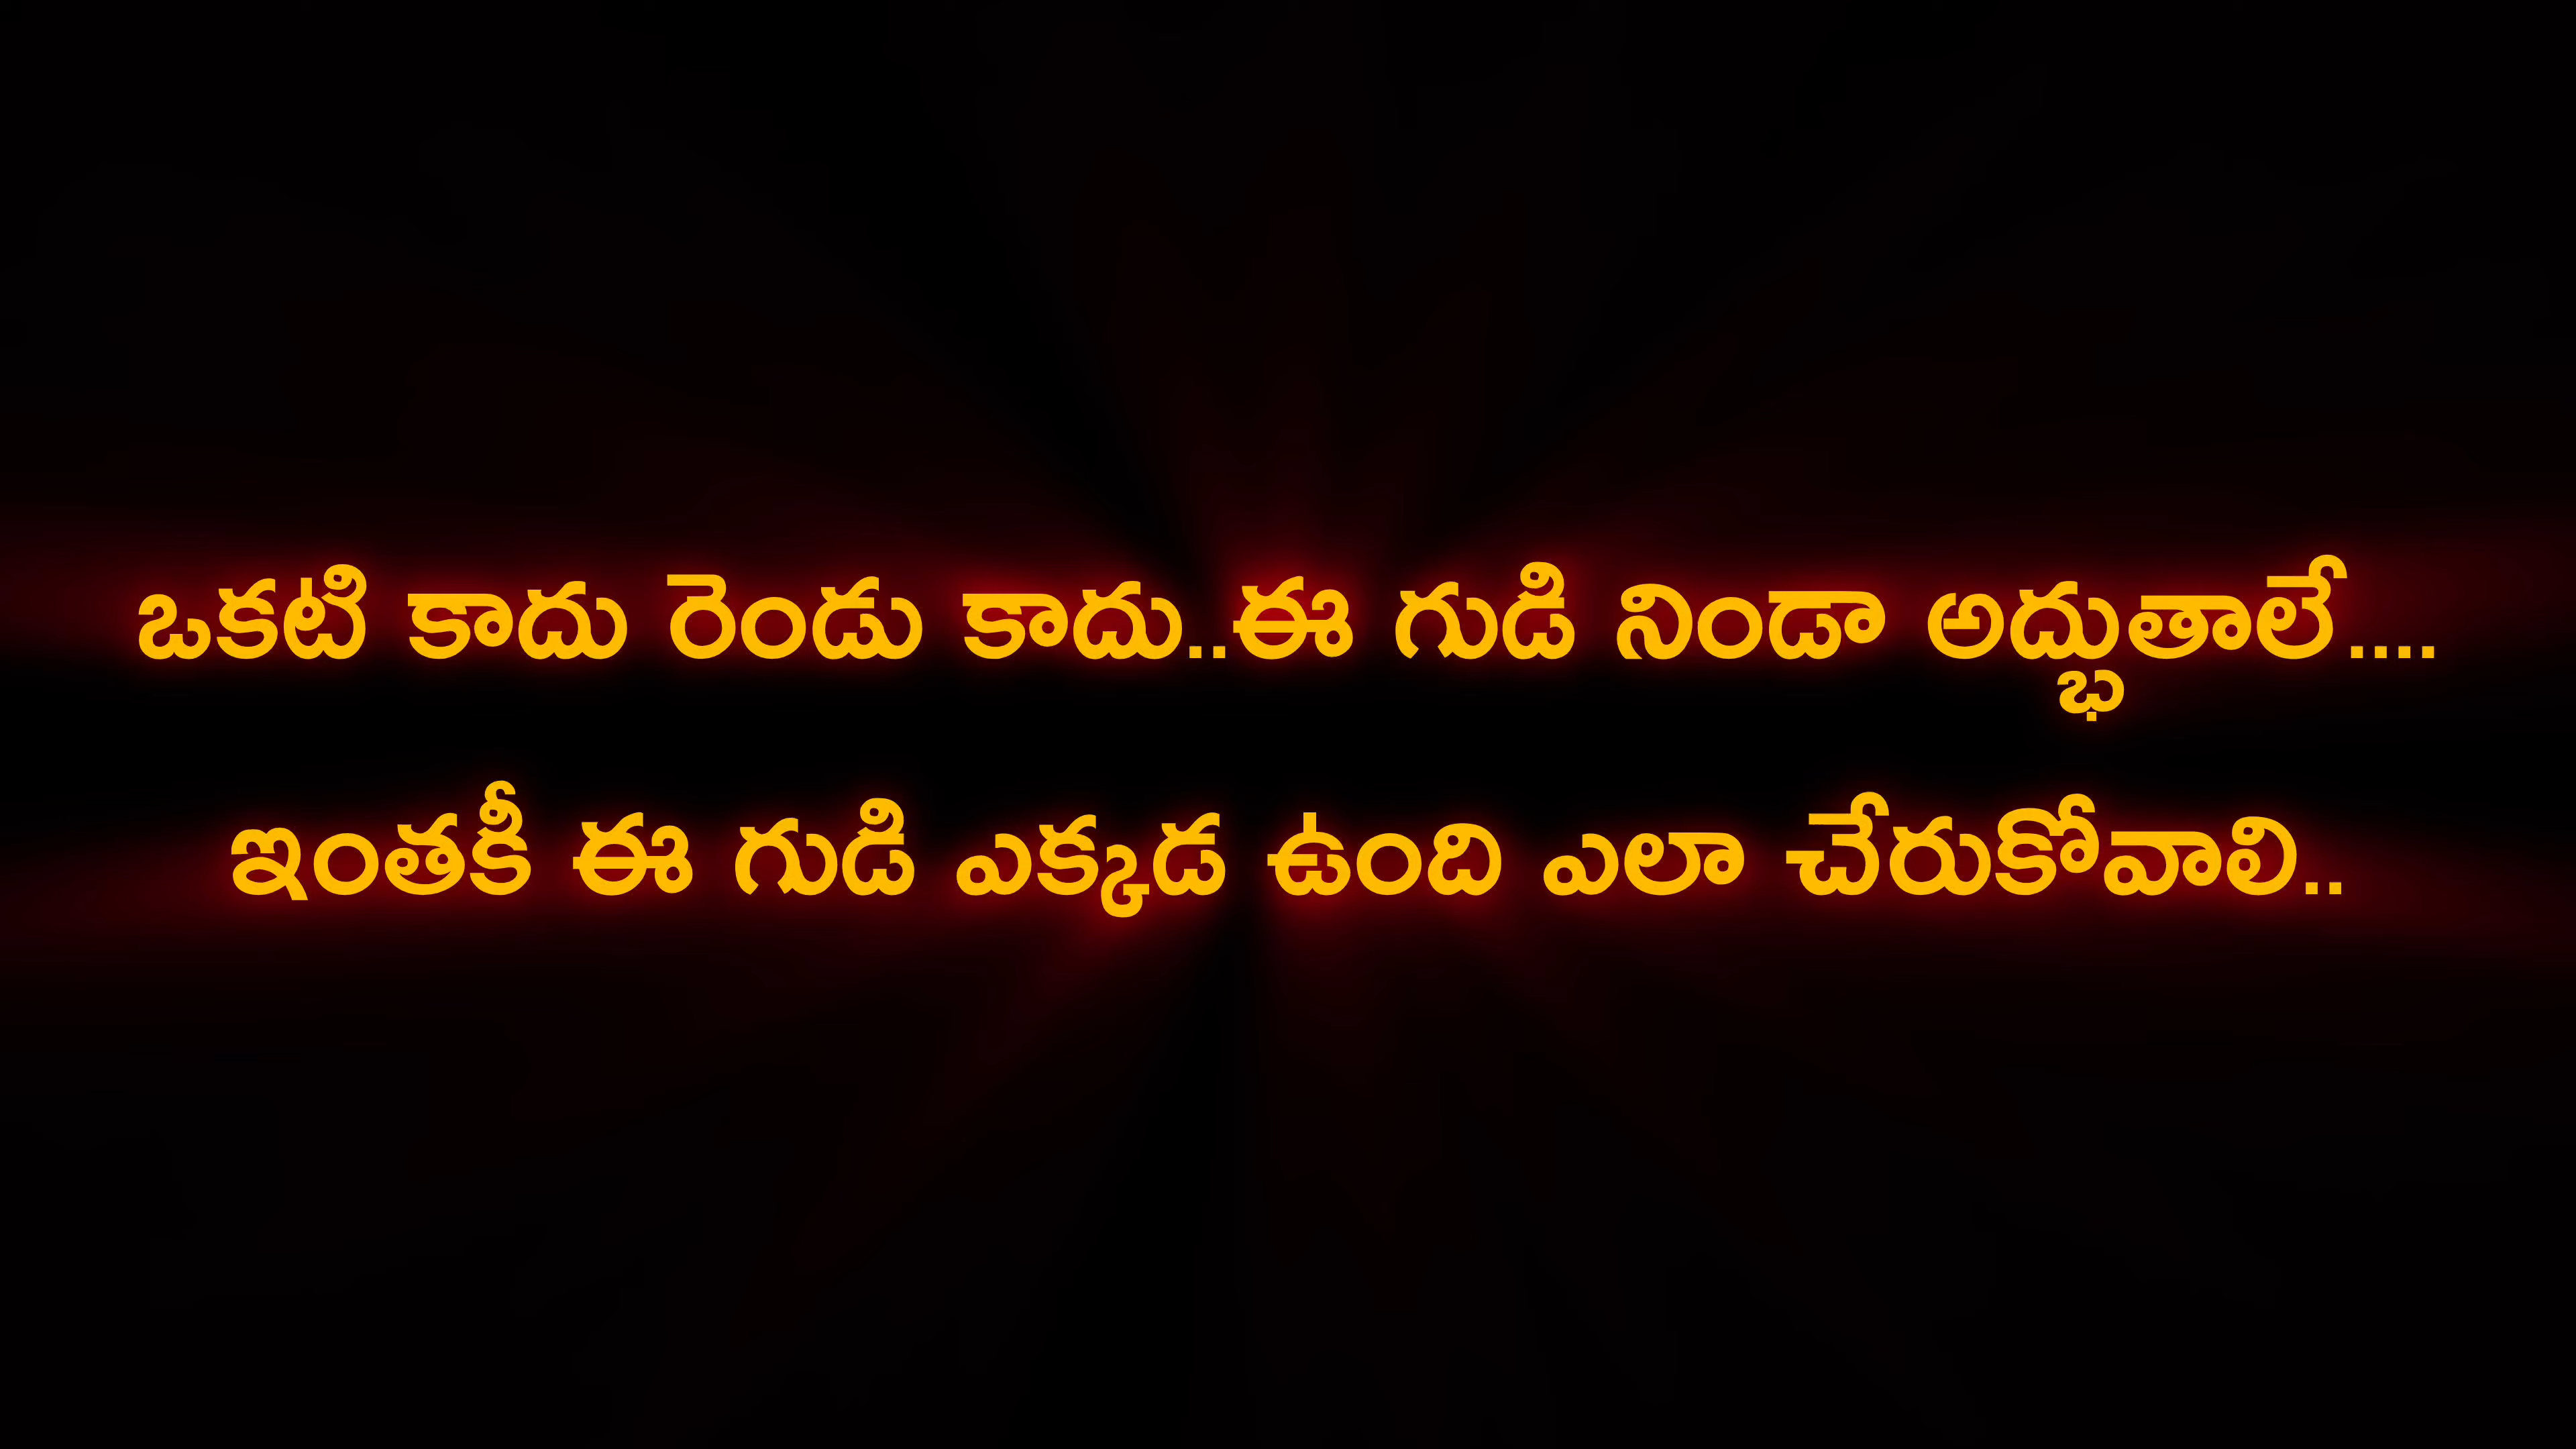 ఒకటి కాదు రెండు కాదు..ఈ గుడి నిండా అద్భుతాలే....
ఇంతకీ ఈ గుడి ఎక్కడ ఉంది ఎలా చేరుకోవాలి..